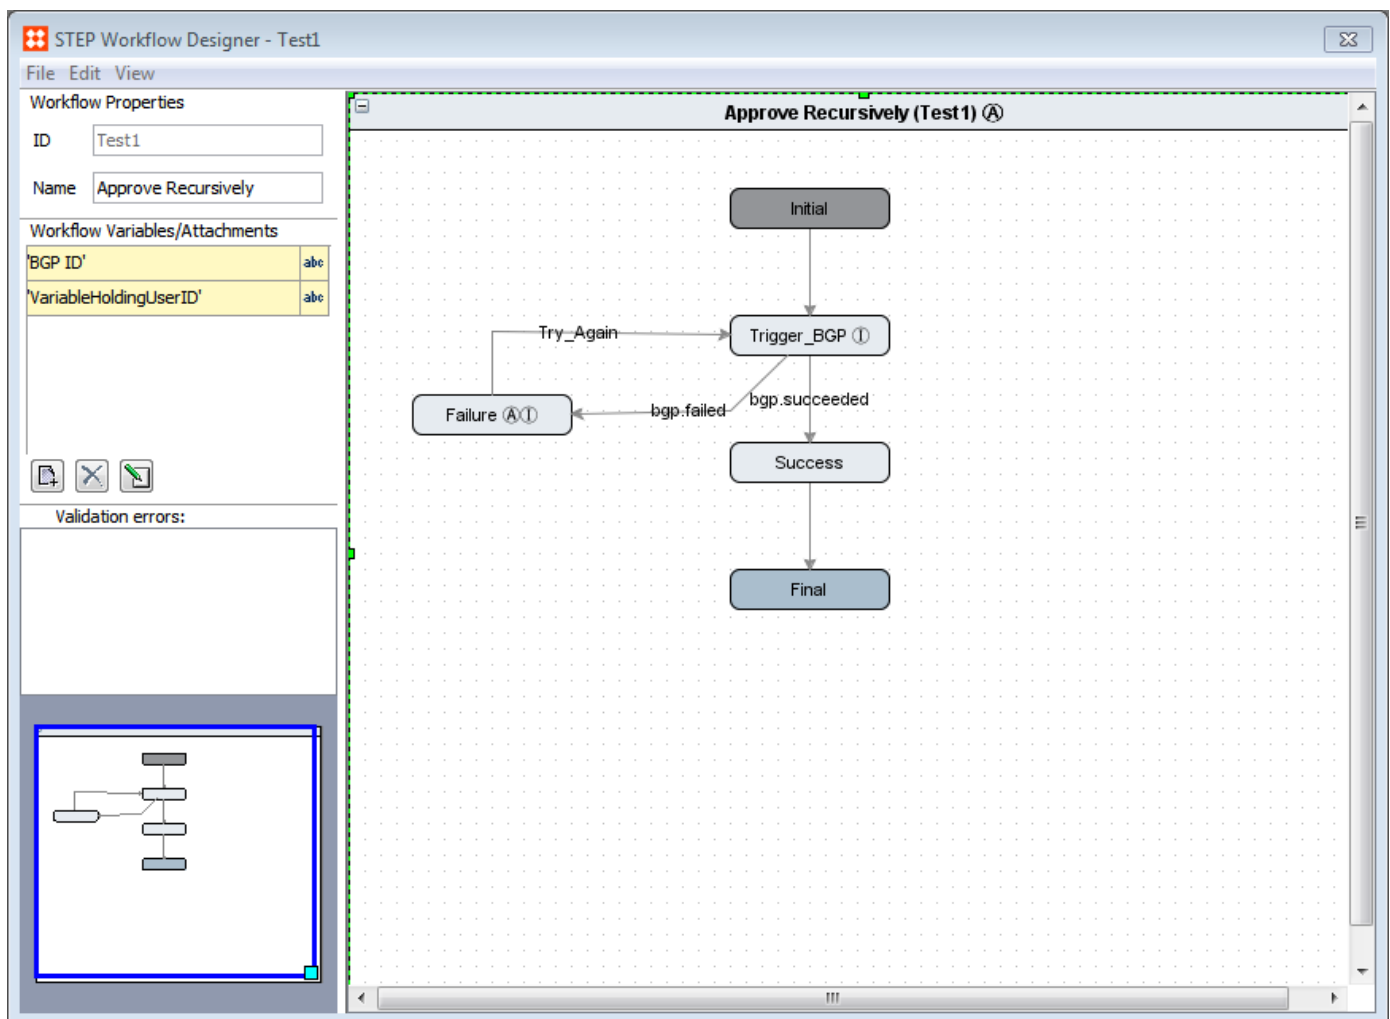 STEP Workflow Designer - Test1
File Edit View
Workflow Properties
ID Test1
Name Approve Recursively
Workflow Variables/Attachments
'BGP ID' abc
'VariableHoldingUserID' abc
Validation errors:
Approve Recursively (Test1) Ⓐ
Initial
Try_Again
Trigger_BGP Ⓘ
bgp.succeeded
bgp.failed
Failure ⒶⒾ
Success
Final